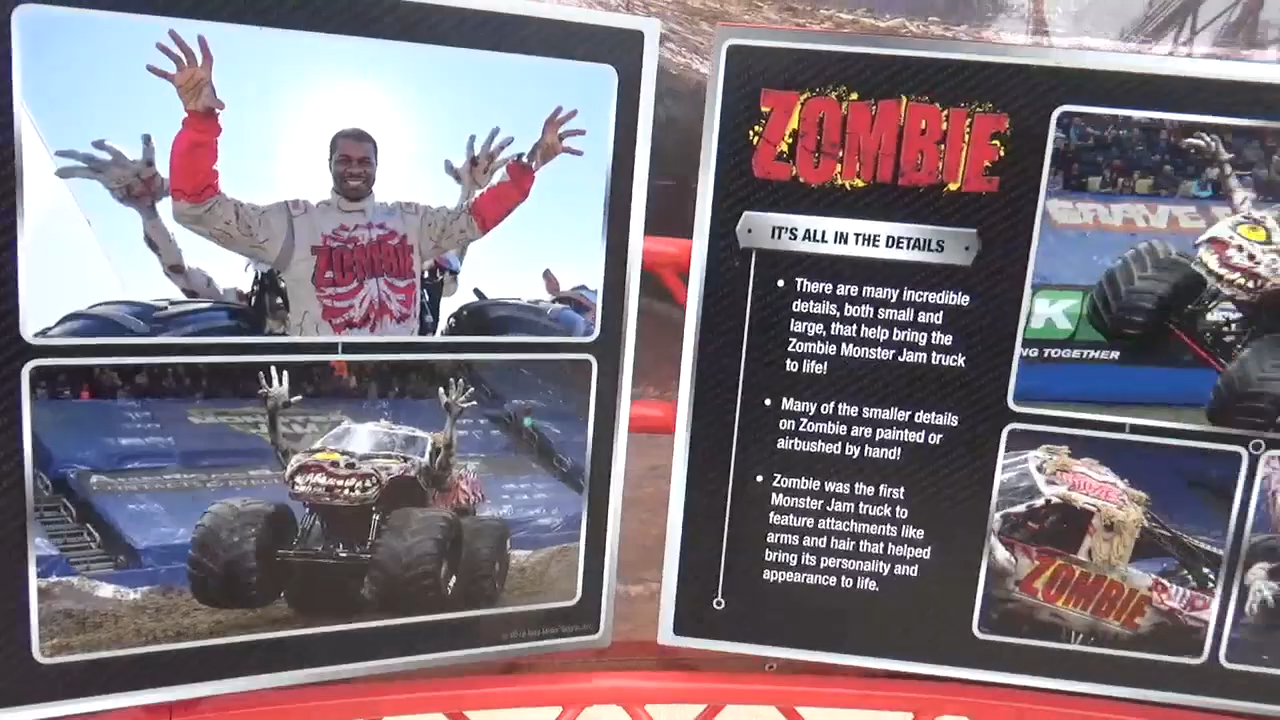 ZOMBIE
ZOMBIE
IT'S ALL IN THE DETAILS
• There are many incredible
details, both small and
large, that help bring the
Zombie Monster Jam truck
to life!
• Many of the smaller details
on Zombie are painted or
airbushed by hand!
• Zombie was the first
Monster Jam truck to
feature attachments like
arms and hair that helped
bring its personality and
appearance to life.
GRAVE
K
NG TOGETHER
ZOMBIE